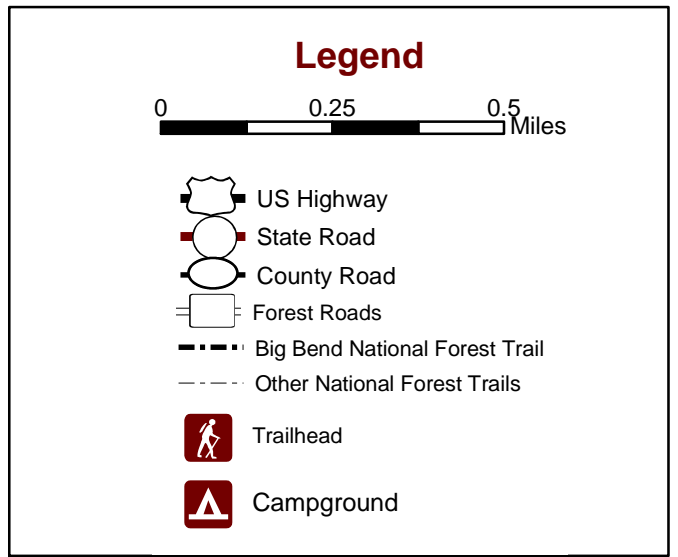 Legend
0 0.25 0.5
Miles
US Highway
State Road
County Road
Forest Roads
Big Bend National Forest Trail
Other National Forest Trails
Trailhead
Campground